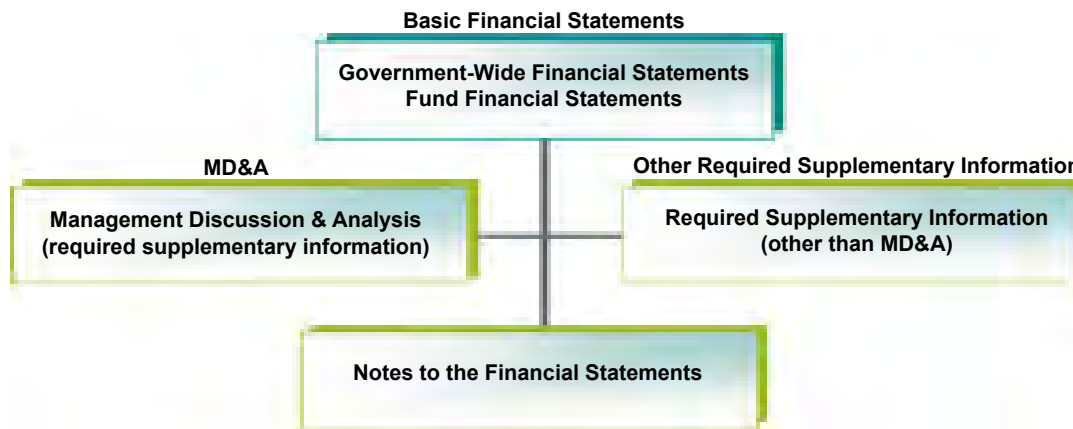 Basic Financial Statements
Government-Wide Financial Statements
Fund Financial Statements
MD&A
Management Discussion & Analysis
(required supplementary information)
Other Required Supplementary Information
Required Supplementary Information
(other than MD&A)
Notes to the Financial Statements